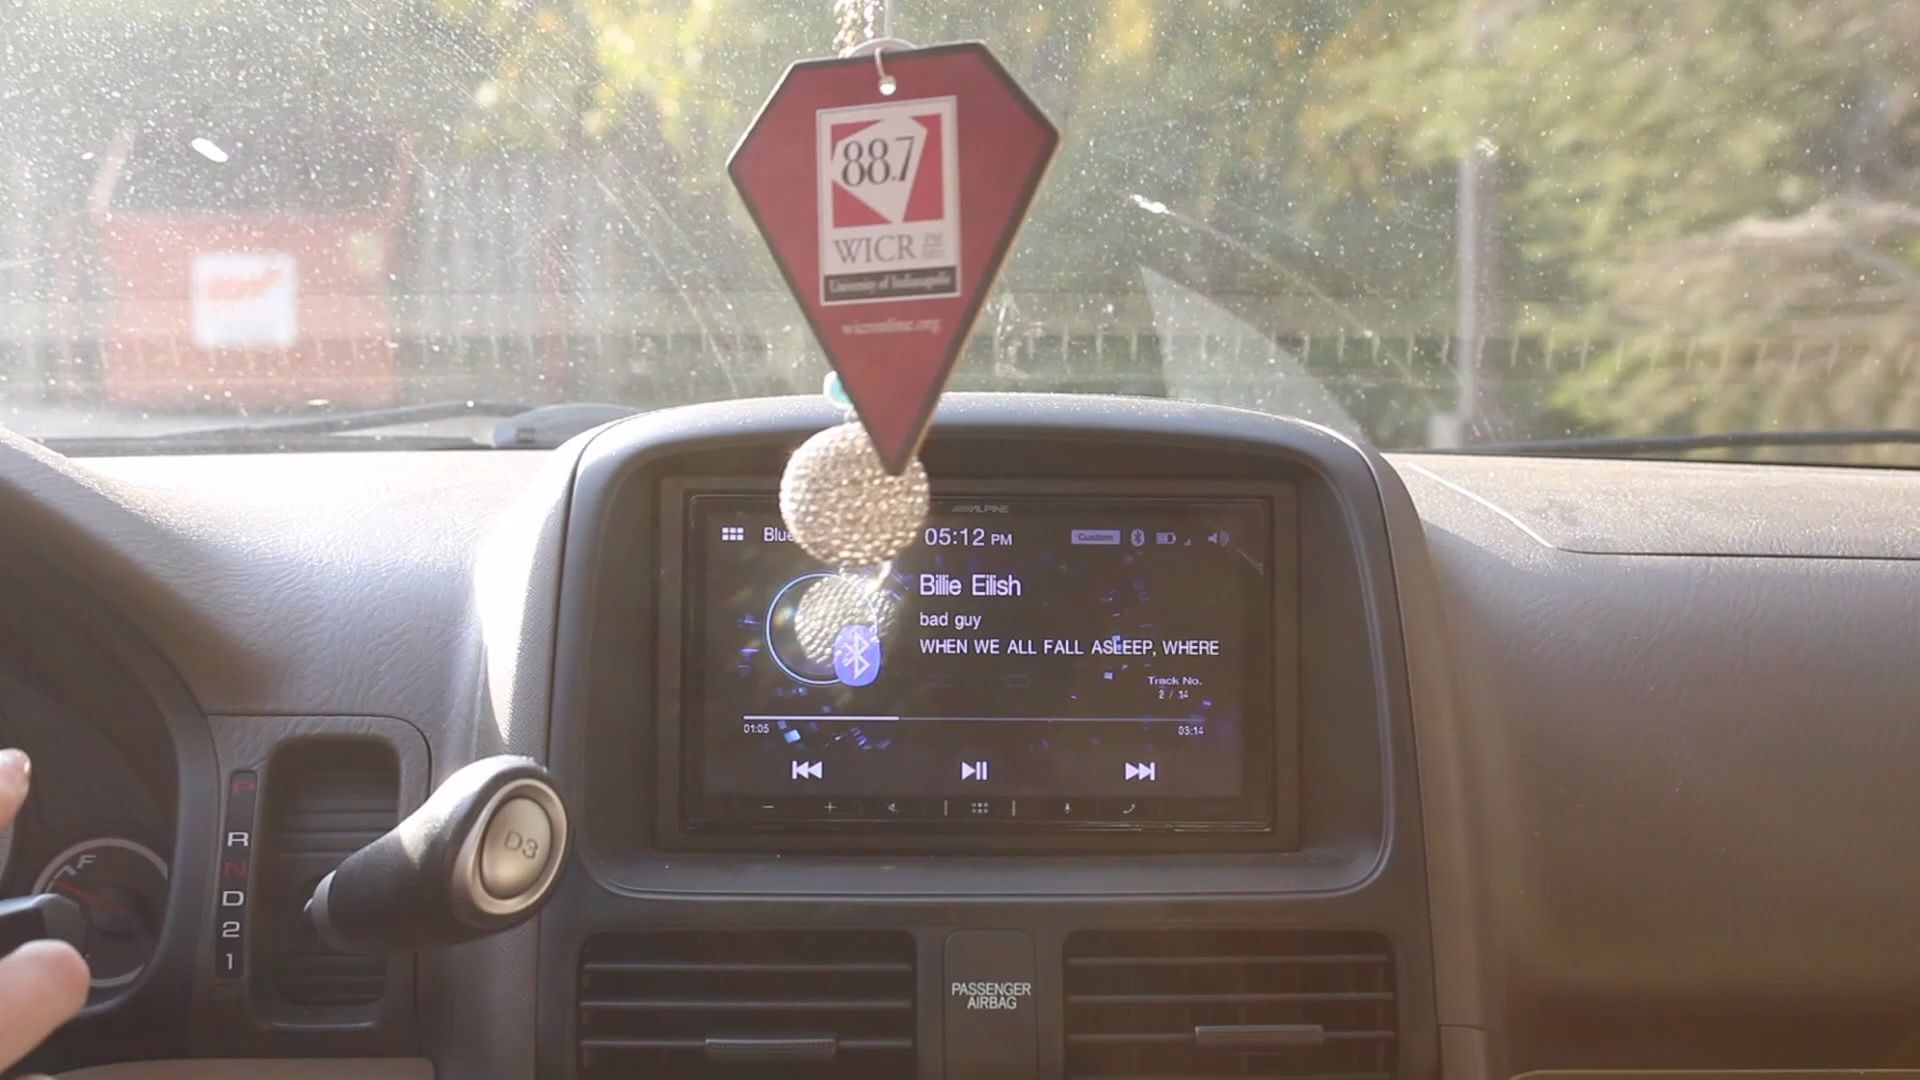 88.7
WICR FM
University of Indianapolis
wicronline.org
ALPINE
05:12 PM
Custom
Billie Eilish
bad guy
WHEN WE ALL FALL ASLEEP, WHERE
Track No.
2 / 14
01:05
03:14
F
P
R
N
D
2
1
D3
PASSENGER
AIRBAG